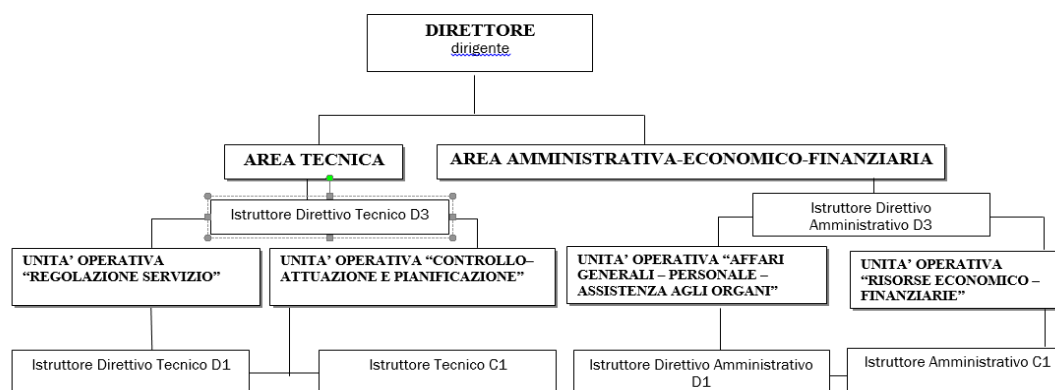 DIRETTORE
dirigente
AREA TECNICA
AREA AMMINISTRATIVA-ECONOMICO-FINANZIARIA
Istruttore Direttivo Tecnico D3
Istruttore Direttivo
Amministrativo D3
UNITA’ OPERATIVA
“REGOLAZIONE SERVIZIO”
UNITA’ OPERATIVA “CONTROLLO–
ATTUAZIONE E PIANIFICAZIONE”
UNITA’ OPERATIVA “AFFARI
GENERALI – PERSONALE –
ASSISTENZA AGLI ORGANI”
UNITA’ OPERATIVA
“RISORSE ECONOMICO –
FINANZIARIE”
Istruttore Direttivo Tecnico D1
Istruttore Tecnico C1
Istruttore Direttivo Amministrativo
D1
Istruttore Amministrativo C1